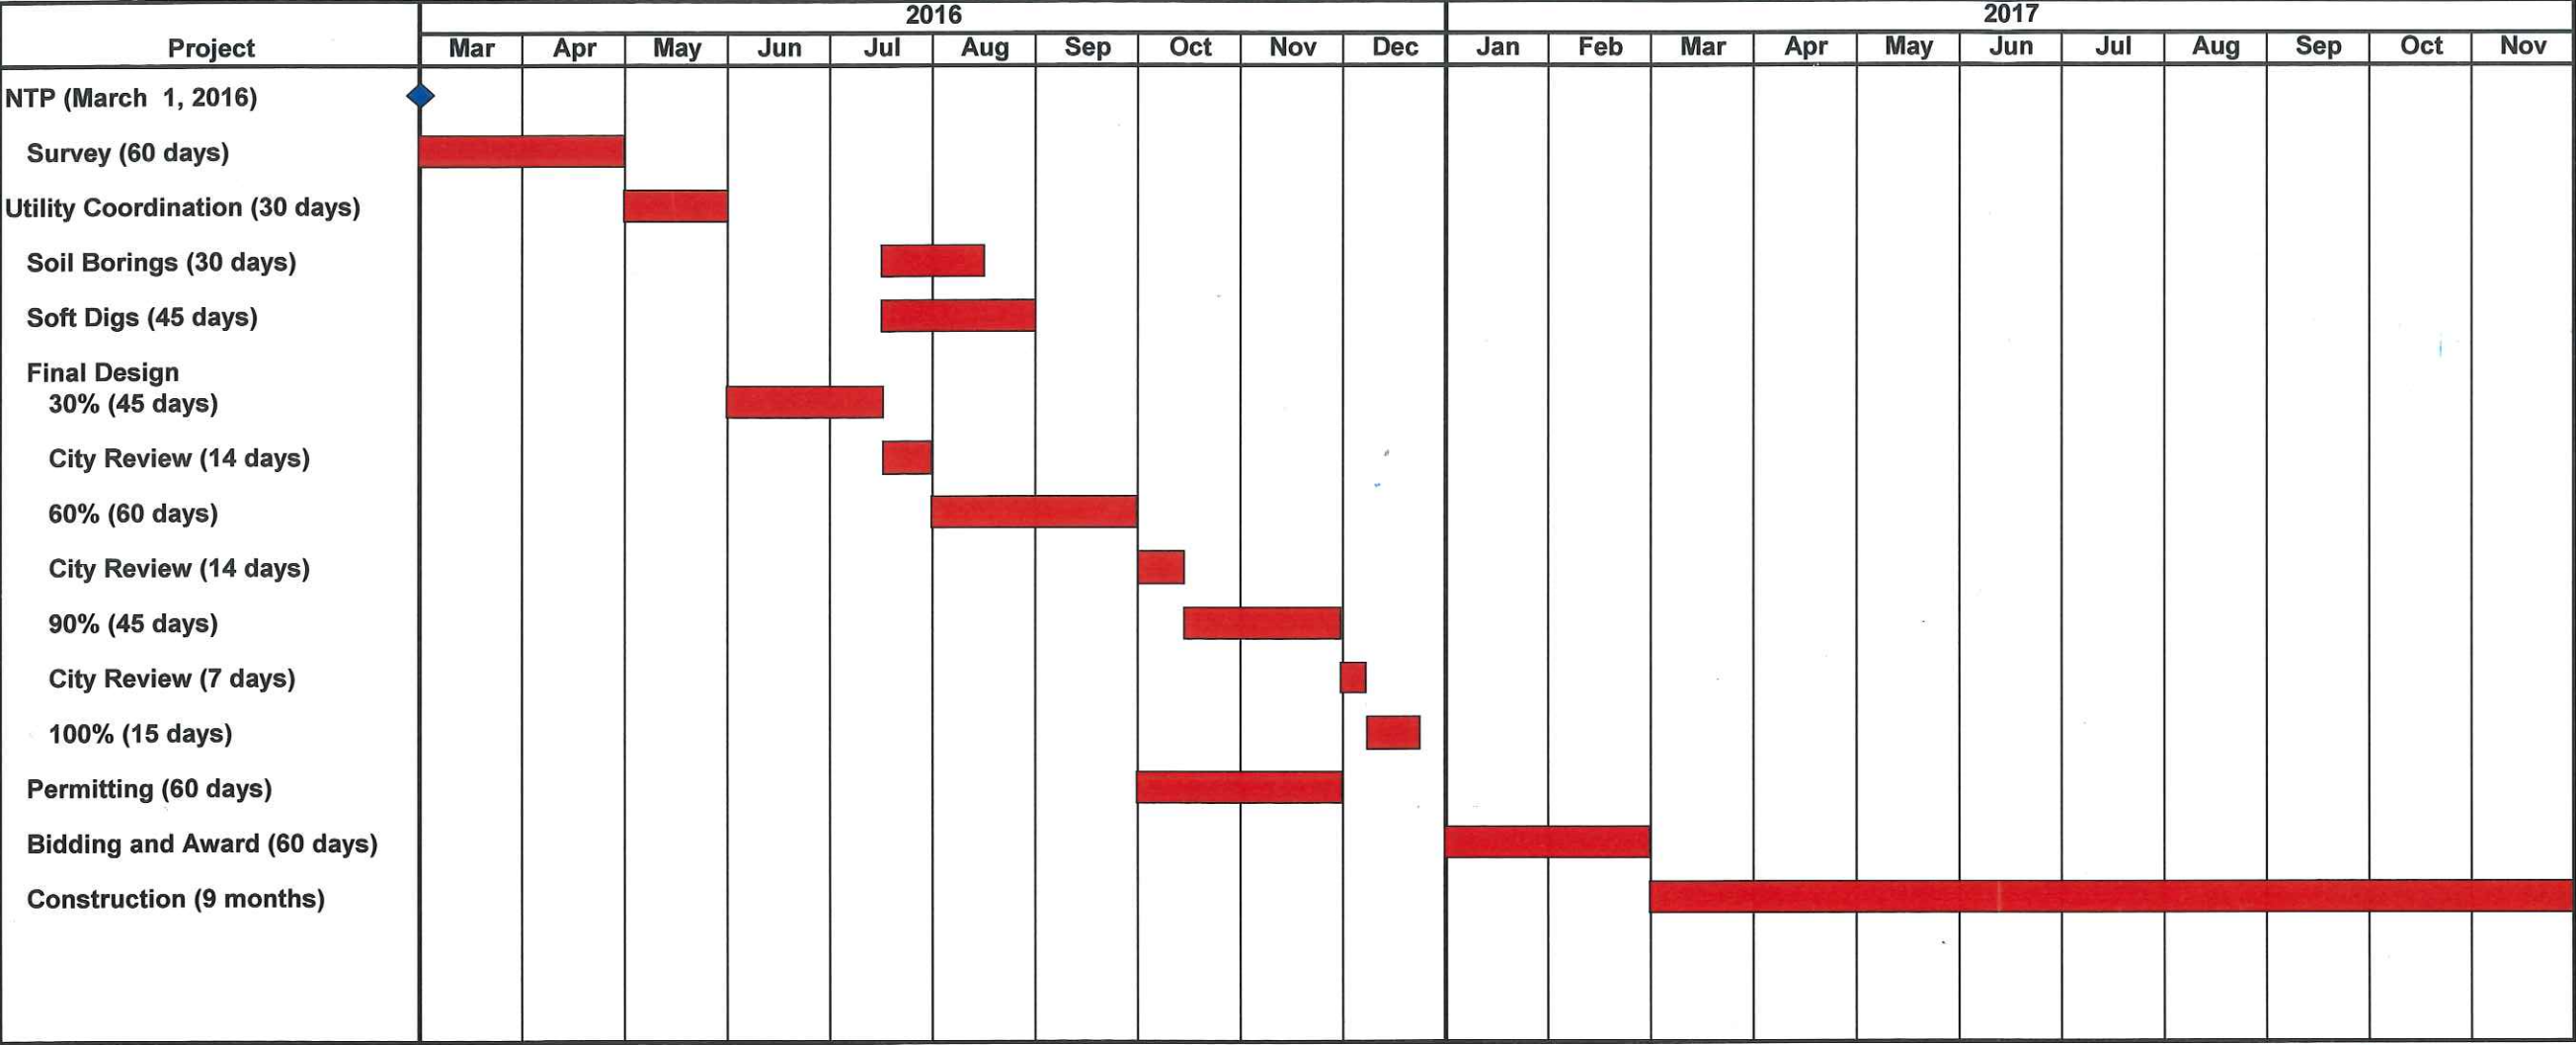 2016 2017
Project Mar Apr May Jun Jul Aug Sep Oct Nov Dec Jan Feb Mar Apr May Jun Jul Aug Sep Oct Nov
NTP (March 1, 2016)
Survey (60 days)
Utility Coordination (30 days)
Soil Borings (30 days)
Soft Digs (45 days)
Final Design
30% (45 days)
City Review (14 days)
60% (60 days)
City Review (14 days)
90% (45 days)
City Review (7 days)
100% (15 days)
Permitting (60 days)
Bidding and Award (60 days)
Construction (9 months)